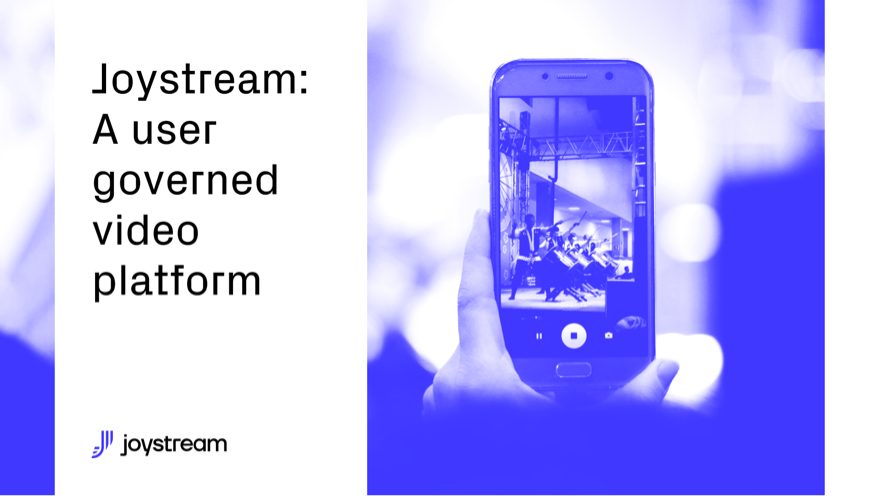 Joystream:
A user
governed
video
platform
joystream